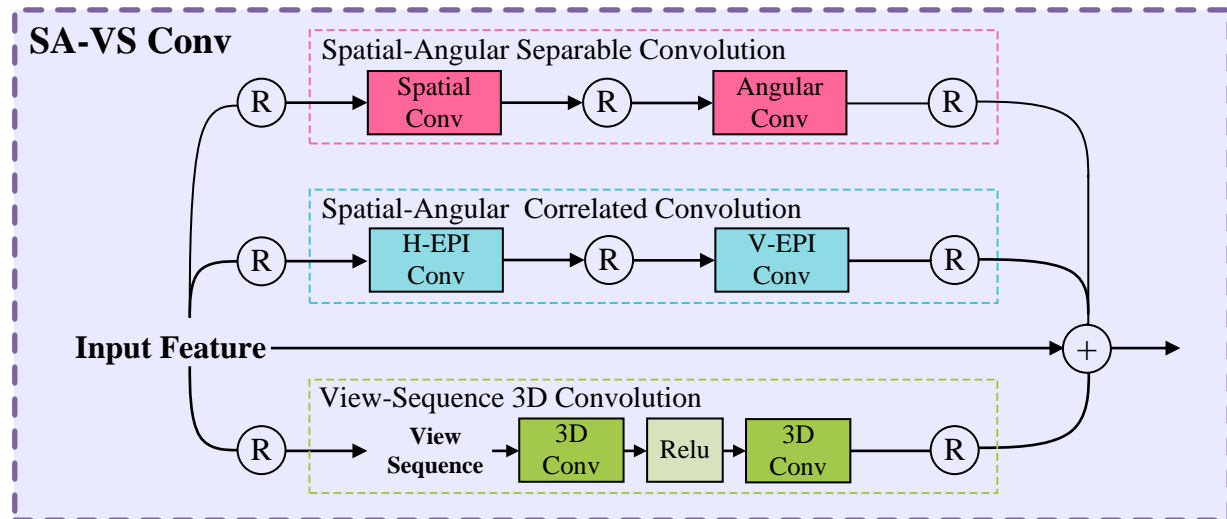 SA-VS Conv
Spatial-Angular Separable Convolution
R
Spatial
Conv
R
Angular
Conv
R
Spatial-Angular Correlated Convolution
R
H-EPI
Conv
R
V-EPI
Conv
R
Input Feature
+
View-Sequence 3D Convolution
R
View
Sequence
3D
Conv
Relu
3D
Conv
R